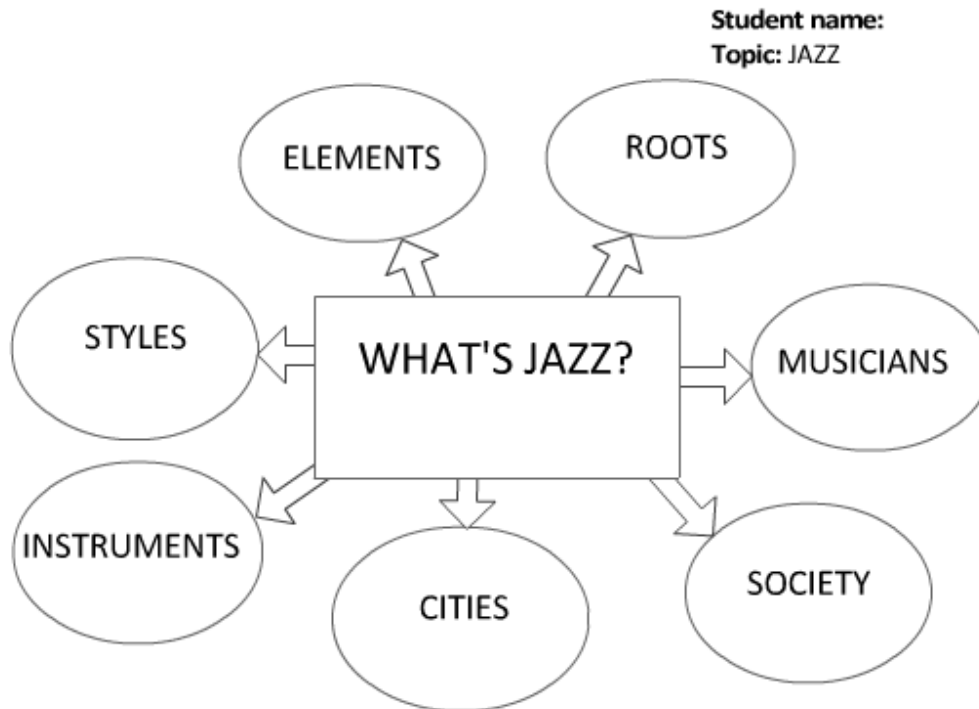 Student name:
Topic: JAZZ
ELEMENTS
ROOTS
STYLES
WHAT'S JAZZ?
MUSICIANS
INSTRUMENTS
CITIES
SOCIETY